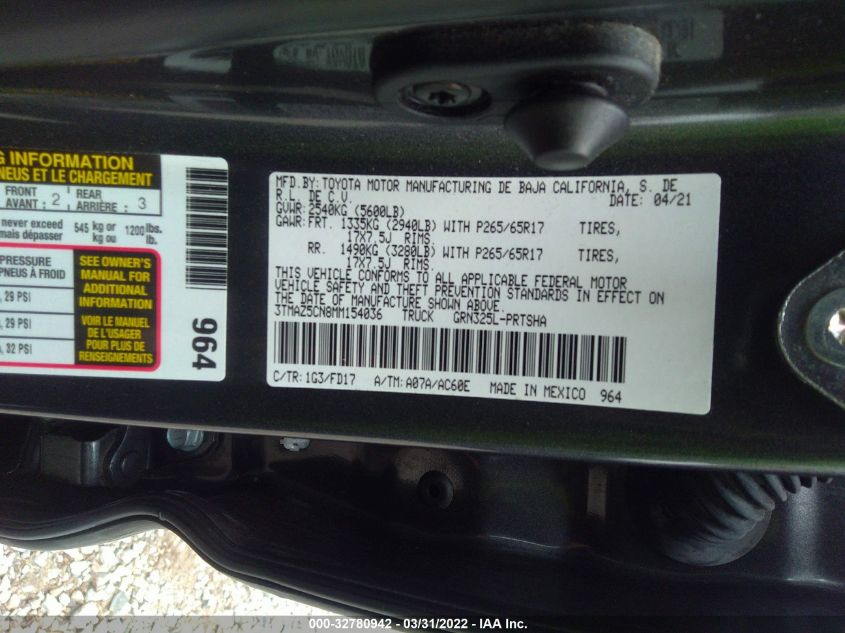 G INFORMATION
PNEUS ET LE CHARGEMENT
FRONT
AVANT : 2
REAR
ARRIÈRE : 3
never exceed
mais dépasser
545 kg or
kg ou
1200 lbs.
lb.
PRESSURE
PNEUS À FROID
, 29 PSI
, 29 PSI
, 32 PSI
SEE OWNER'S
MANUAL FOR
ADDITIONAL
INFORMATION
VOIR LE MANUEL
DE L'USAGER
POUR PLUS DE
RENSEIGNEMENTS
964
MFD.BY:TOYOTA MOTOR MANUFACTURING DE BAJA CALIFORNIA, S. DE
R.L. DE C.V. DATE: 04/21
GVWR:2540KG (5600LB)
GAWR:FRT. 1335KG (2940LB) WITH P265/65R17 TIRES,
17X7.5J RIMS.
RR. 1490KG (3280LB) WITH P265/65R17 TIRES,
17X7.5J RIMS.
THIS VEHICLE CONFORMS TO ALL APPLICABLE FEDERAL MOTOR
VEHICLE SAFETY AND THEFT PREVENTION STANDARDS IN EFFECT ON
THE DATE OF MANUFACTURE SHOWN ABOVE.
3TMAZ5CN8MM154036 TRUCK GRN325L-PRTSHA
C/TR:1G3/FD17 A/TM:A07A/AC60E MADE IN MEXICO 964
000-32780942 - 03/31/2022 - IAA Inc.